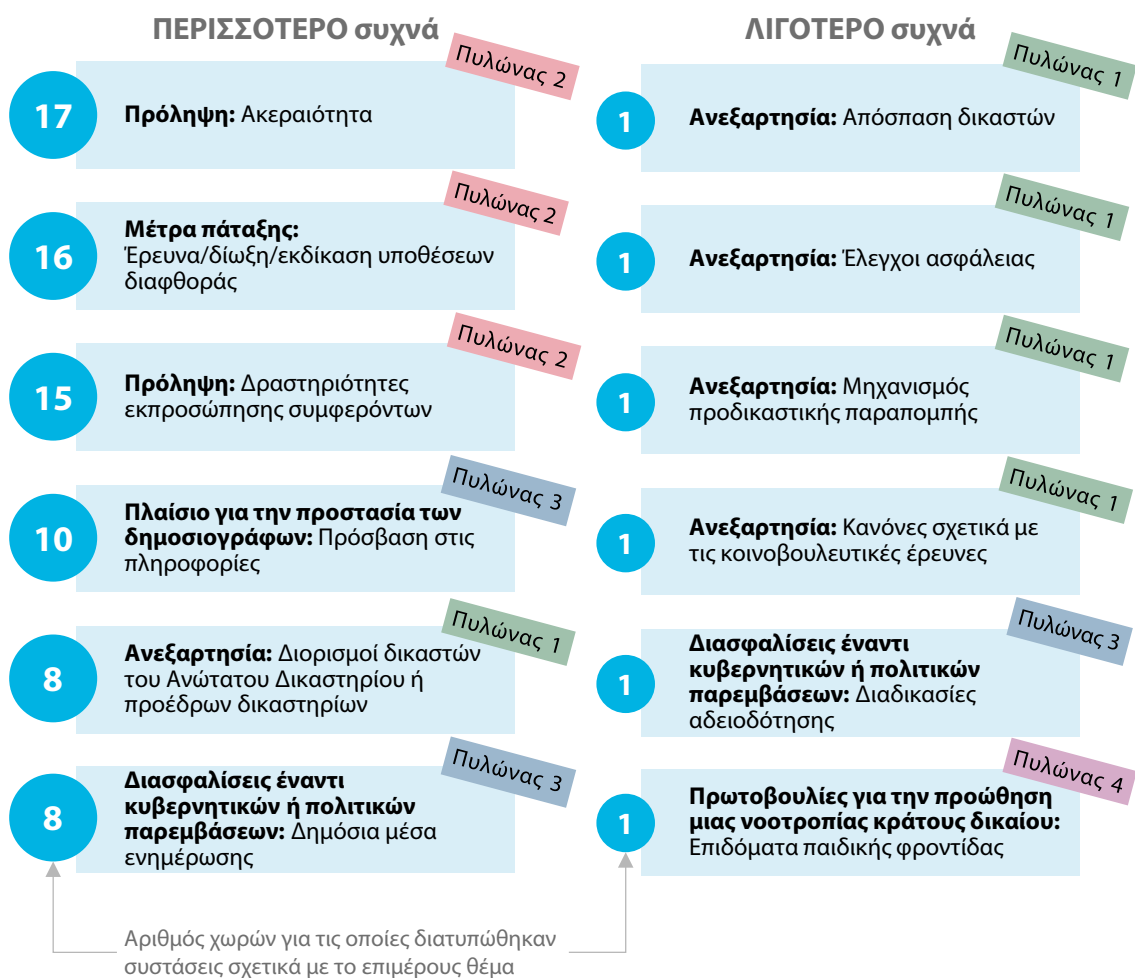 ΠΕΡΙΣΣΟΤΕΡΟ συχνά
Πυλώνας 2
17
Πρόληψη: Ακεραιότητα
Πυλώνας 2
16
Μέτρα πάταξης:
Έρευνα/δίωξη/εκδίκαση υποθέσεων
διαφθοράς
Πυλώνας 2
15
Πρόληψη: Δραστηριότητες
εκπροσώπησης συμφερόντων
Πυλώνας 3
10
Πλαίσιο για την προστασία των
δημοσιογράφων: Πρόσβαση στις
πληροφορίες
Πυλώνας 1
8
Ανεξαρτησία: Διορισμοί δικαστών
του Ανώτατου Δικαστηρίου ή
προέδρων δικαστηρίων
Πυλώνας 3
8
Διασφαλίσεις έναντι
κυβερνητικών ή πολιτικών
παρεμβάσεων: Δημόσια μέσα
ενημέρωσης
ΛΙΓΟΤΕΡΟ συχνά
Πυλώνας 1
1
Ανεξαρτησία: Απόσπαση δικαστών
Πυλώνας 1
1
Ανεξαρτησία: Έλεγχοι ασφάλειας
Πυλώνας 1
1
Ανεξαρτησία: Μηχανισμός
προδικαστικής παραπομπής
Πυλώνας 1
1
Ανεξαρτησία: Κανόνες σχετικά με
τις κοινοβουλευτικές έρευνες
Πυλώνας 3
1
Διασφαλίσεις έναντι
κυβερνητικών ή πολιτικών
παρεμβάσεων: Διαδικασίες
αδειοδότησης
Πυλώνας 4
1
Πρωτοβουλίες για την προώθηση
μιας νοοτροπίας κράτους δικαίου:
Επιδόματα παιδικής φροντίδας
Αριθμός χωρών για τις οποίες διατυπώθηκαν
συστάσεις σχετικά με το επιμέρους θέμα